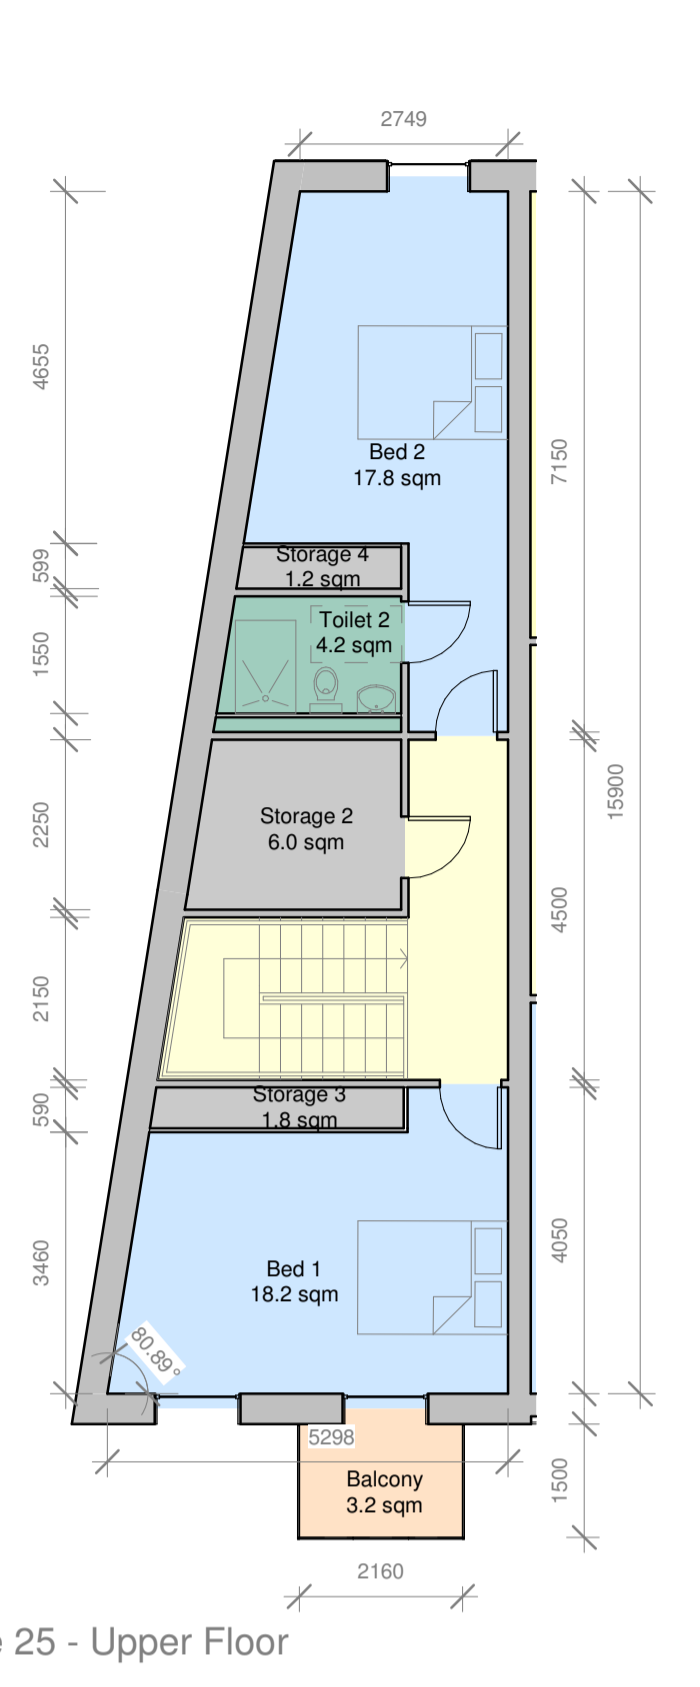 2749
4655
7150
Bed 2
17.8 sqm
599
Storage 4
1.2 sqm
1550
Toilet 2
4.2 sqm
15900
2250
Storage 2
6.0 sqm
4500
2150
590
Storage 3
1.8 sqm
3460
4050
Bed 1
18.2 sqm
80.89°
5298
1500
Balcony
3.2 sqm
2160
25 - Upper Floor